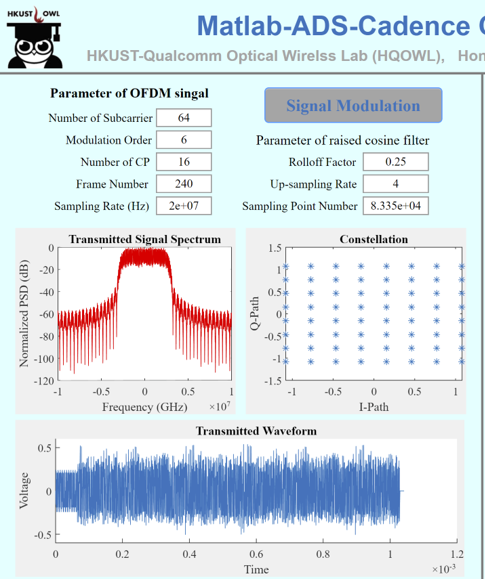 HKUST OWL
Matlab-ADS-Cadence
HKUST-Qualcomm Optical Wirelss Lab (HQOWL), Hon
Parameter of OFDM singal
Number of Subcarrier 64
Modulation Order 6
Number of CP 16
Frame Number 240
Sampling Rate (Hz) 2e+07
Signal Modulation
Parameter of raised cosine filter
Rolloff Factor 0.25
Up-sampling Rate 4
Sampling Point Number 8.335e+04
Transmitted Signal Spectrum
Normalized PSD (dB)
0
-20
-40
-60
-80
-100
-120
-1 -0.5 0 0.5 1
Frequency (GHz) ×10⁷
Constellation
Q-Path
1.5
1
0.5
0
-0.5
-1
-1.5
-1 -0.5 0 0.5 1
I-Path
Transmitted Waveform
Voltage
0.5
0
-0.5
0 0.2 0.4 0.6 0.8 1 1.2
Time ×10⁻³